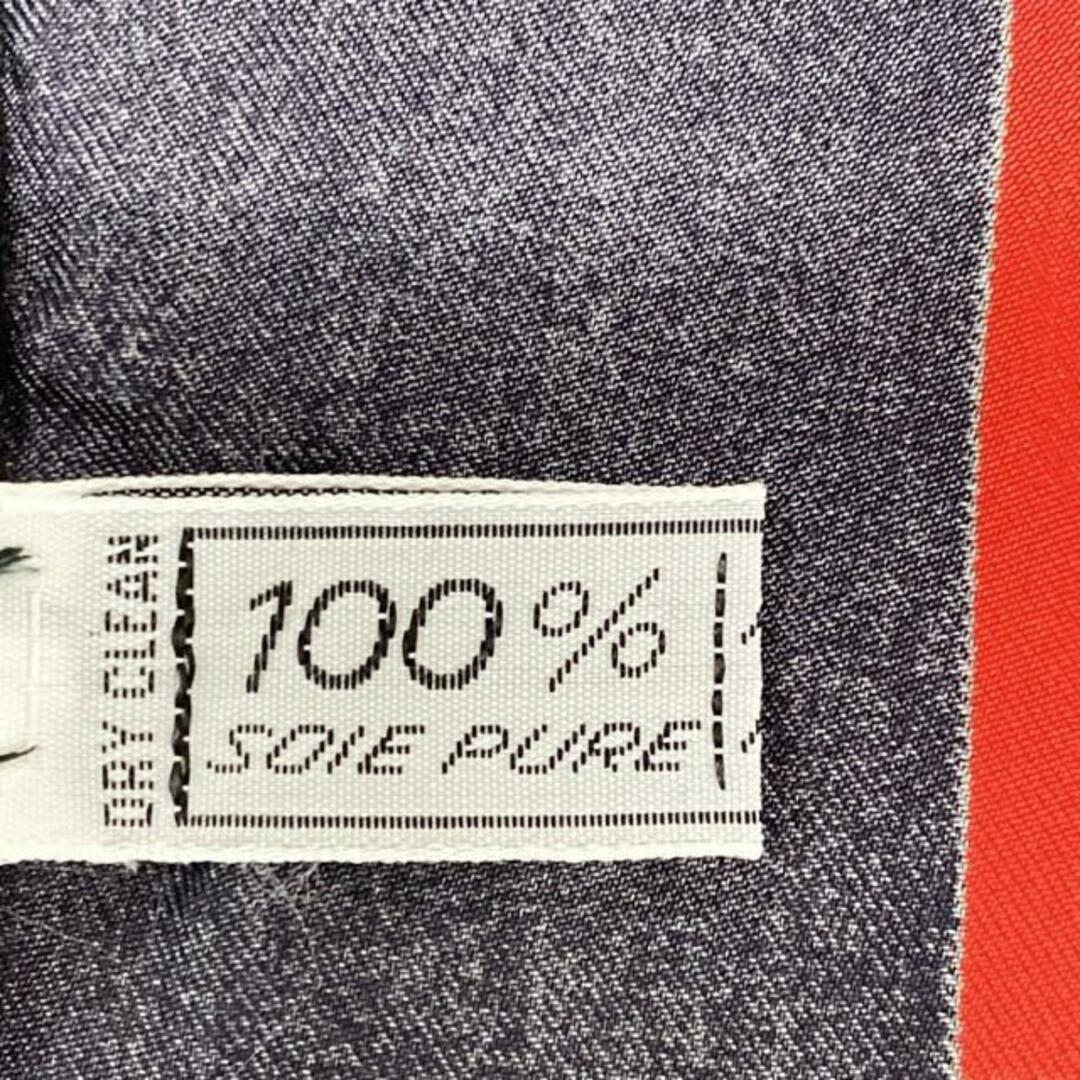 DRY CLEAN
100%
SOIE PURE